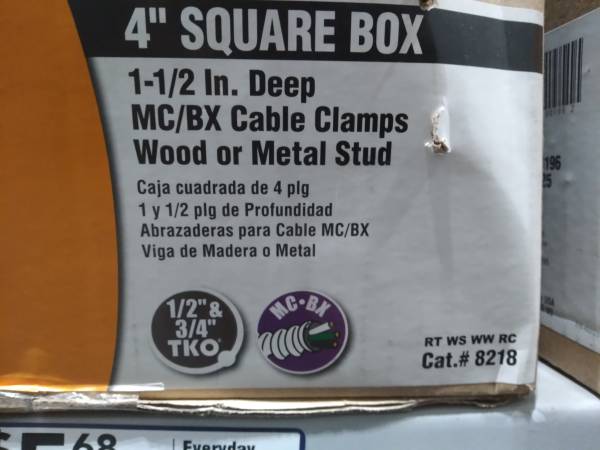 4" SQUARE BOX
1-1/2 In. Deep
MC/BX Cable Clamps
Wood or Metal Stud
Caja cuadrada de 4 plg
1 y 1/2 plg de Profundidad
Abrazaderas para Cable MC/BX
Viga de Madera o Metal
1/2" &
3/4"
TKO
MC•BX
RT WS WW RC
Cat.# 8218
68
Everyday